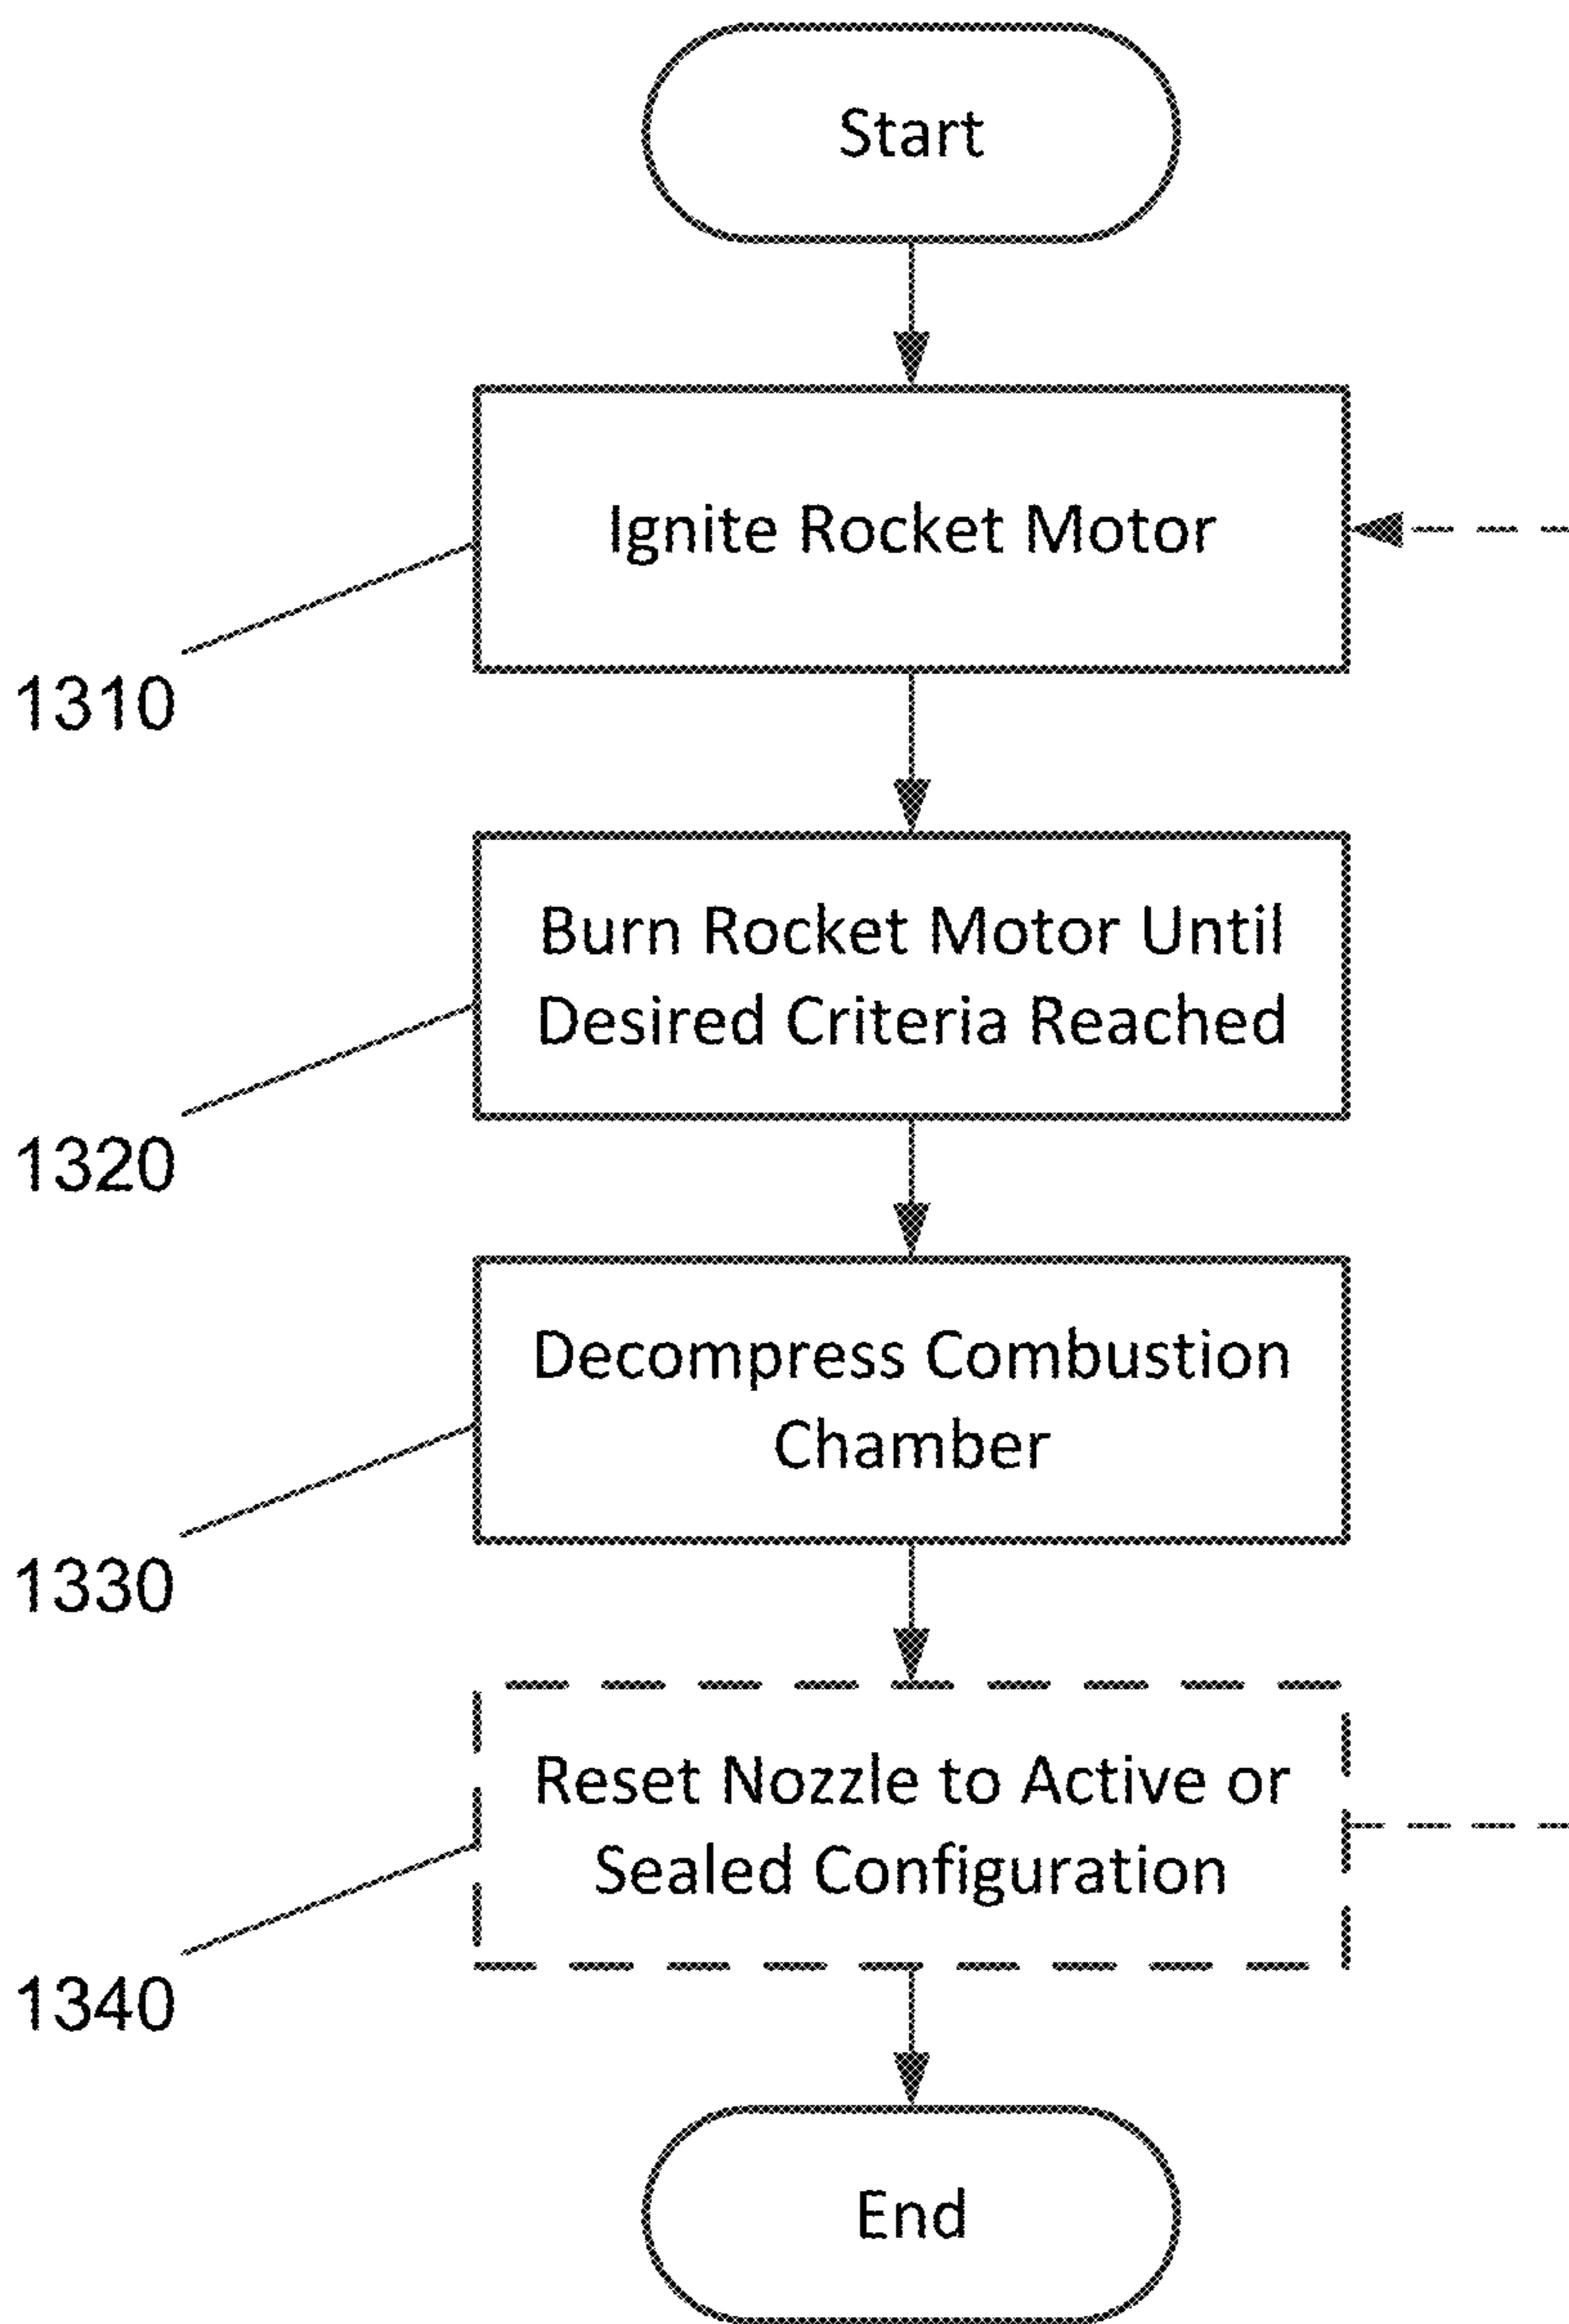 Start
Ignite Rocket Motor
1310
Burn Rocket Motor Until
Desired Criteria Reached
1320
Decompress Combustion
Chamber
1330
Reset Nozzle to Active or
Sealed Configuration
1340
End